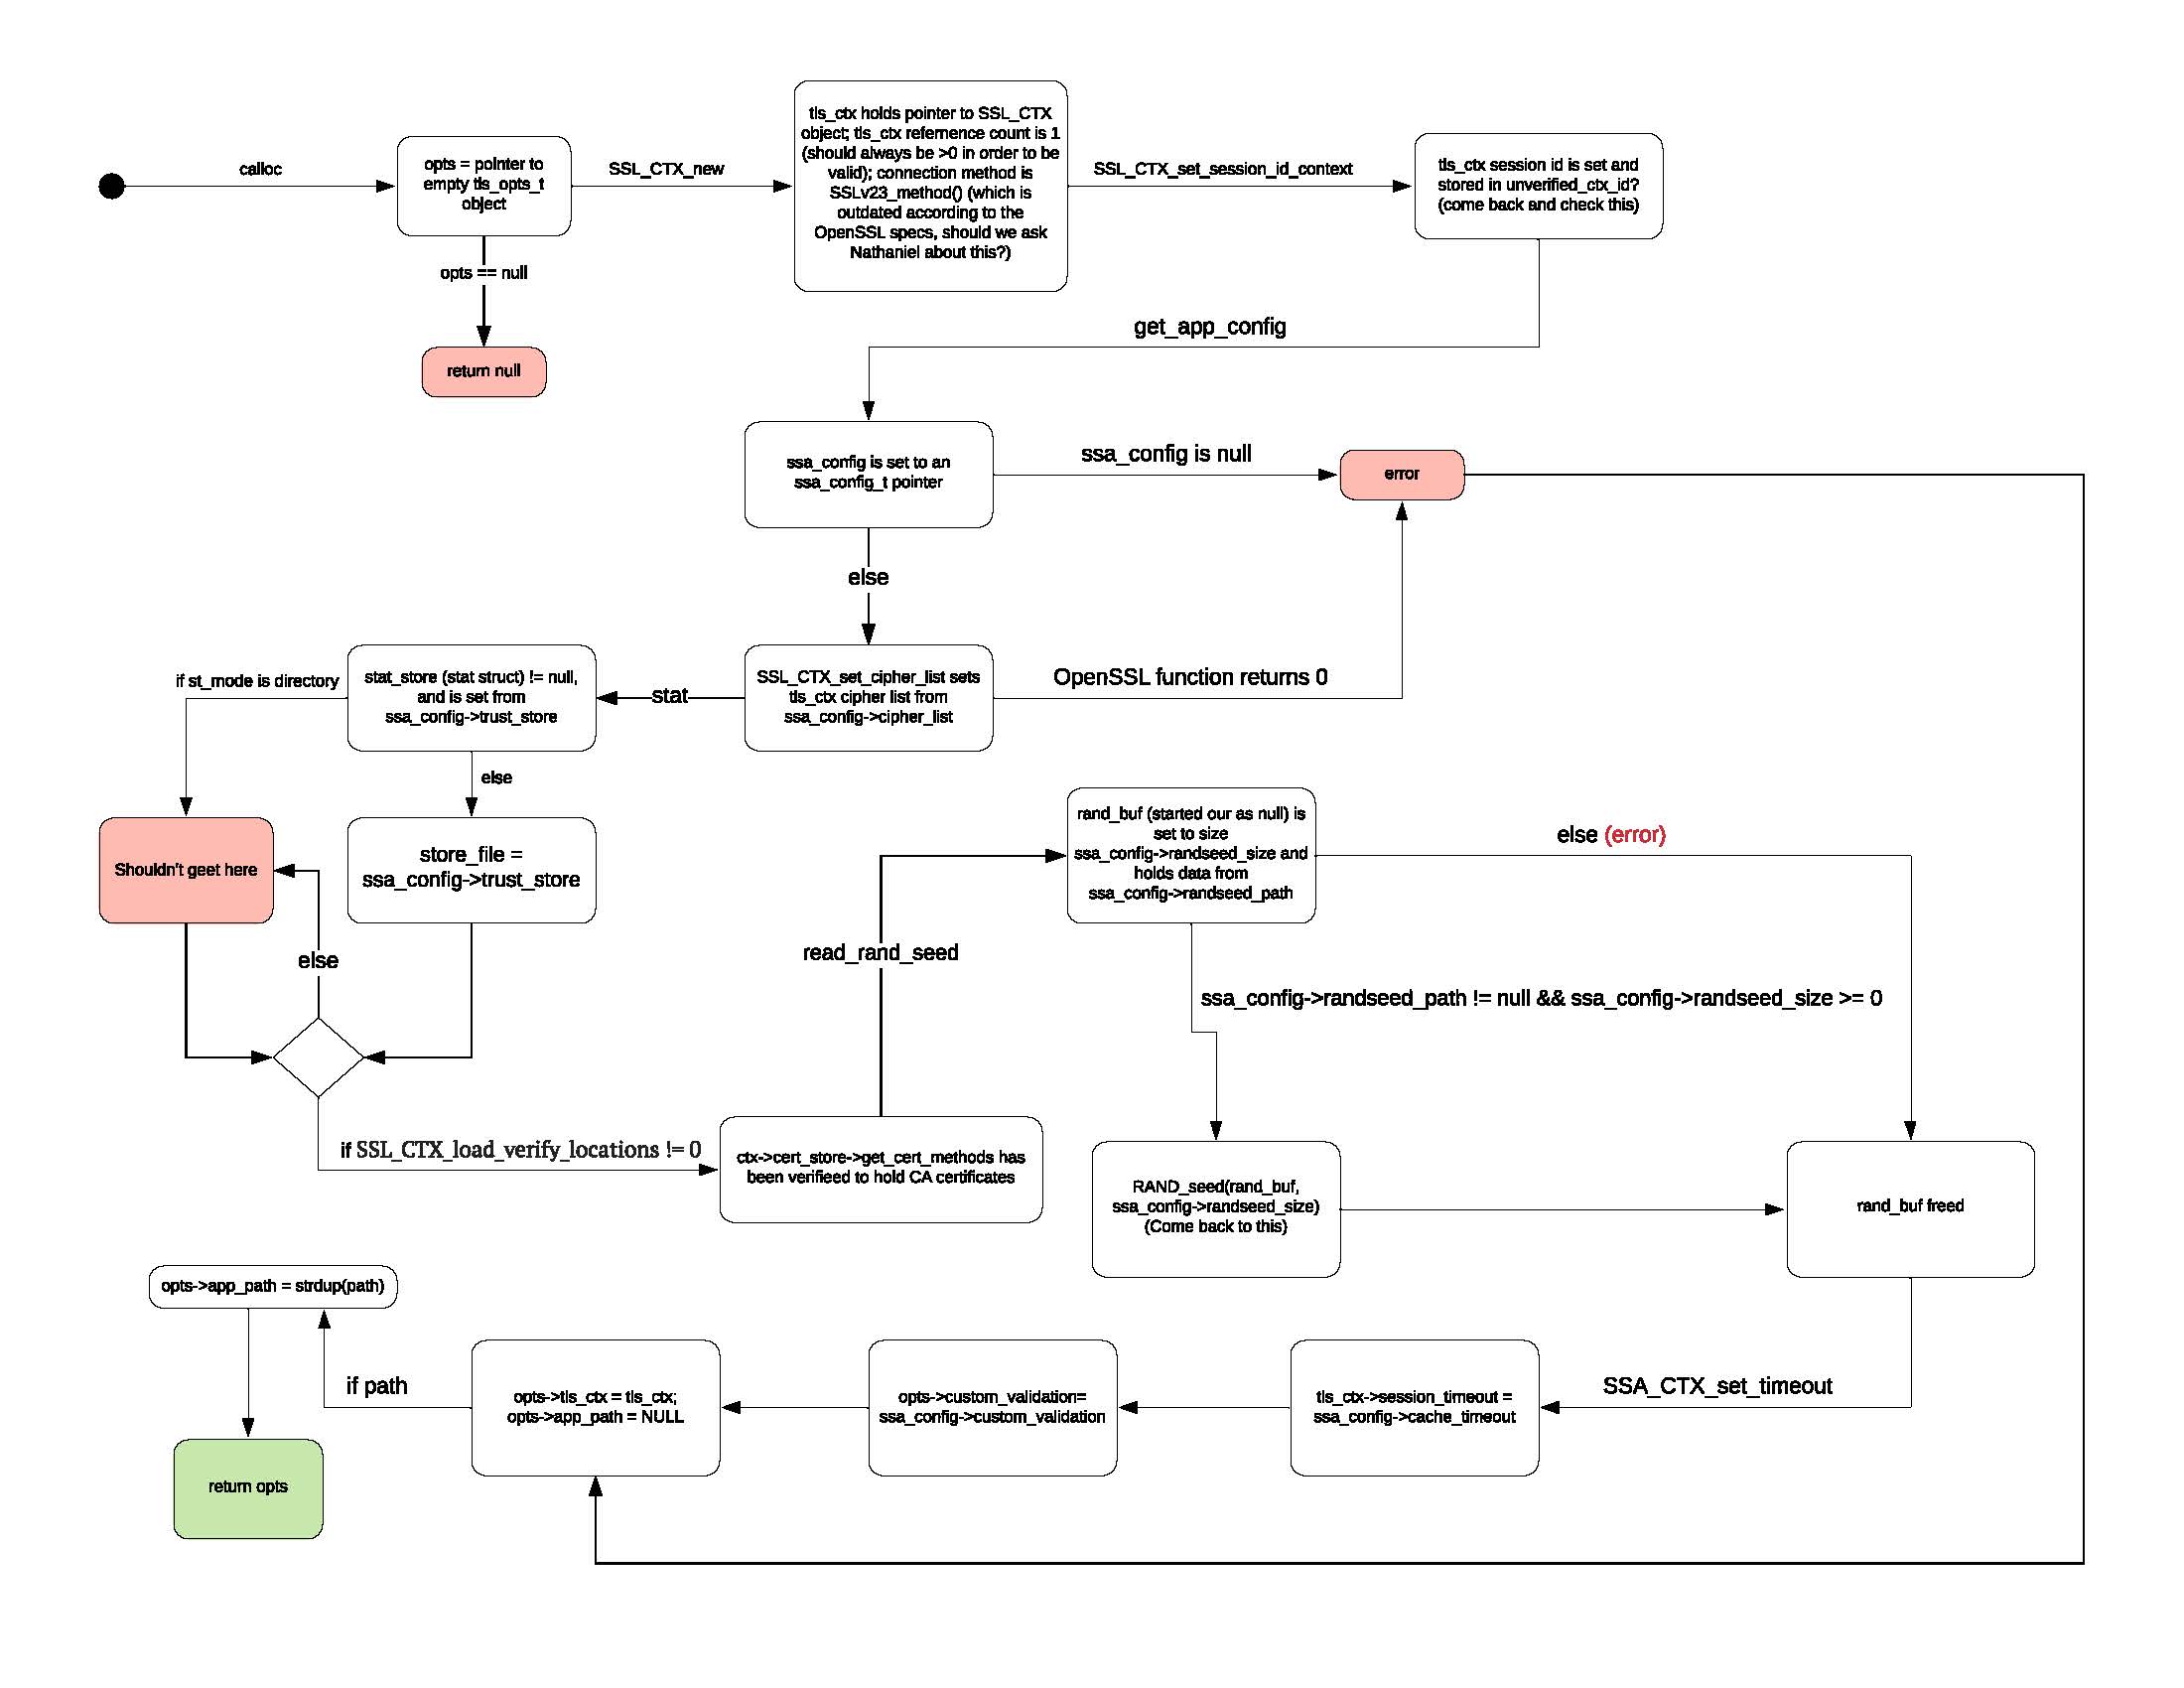 calloc
opts = pointer to
empty tls_opts_t
object
SSL_CTX_new
tls_ctx holds pointer to SSL_CTX
object; tls_ctx refernence count is 1
(should always be >0 in order to be
valid); connection method is
SSLv23_method() (which is
outdated according to the
OpenSSL specs, should we ask
Nathaniel about this?)
SSL_CTX_set_session_id_context
tls_ctx session id is set and
stored in unverified_ctx_id?
(come back and check this)
opts == null
return null
get_app_config
ssa_config is set to an
ssa_config_t pointer
ssa_config is null
error
else
if st_mode is directory
stat_store (stat struct) != null,
and is set from
ssa_config->trust_store
stat
SSL_CTX_set_cipher_list sets
tls_ctx cipher list from
ssa_config->cipher_list
OpenSSL function returns 0
else
Shouldn't geet here
store_file =
ssa_config->trust_store
rand_buf (started our as null) is
set to size
ssa_config->randseed_size and
holds data from
ssa_config->randseed_path
else (error)
else
read_rand_seed
ssa_config->randseed_path != null && ssa_config->randseed_size >= 0
if SSL_CTX_load_verify_locations != 0
ctx->cert_store->get_cert_methods has
been verifieed to hold CA certificates
RAND_seed(rand_buf,
ssa_config->randseed_size)
(Come back to this)
rand_buf freed
opts->app_path = strdup(path)
if path
opts->tls_ctx = tls_ctx;
opts->app_path = NULL
opts->custom_validation=
ssa_config->custom_validation
tls_ctx->session_timeout =
ssa_config->cache_timeout
SSA_CTX_set_timeout
return opts